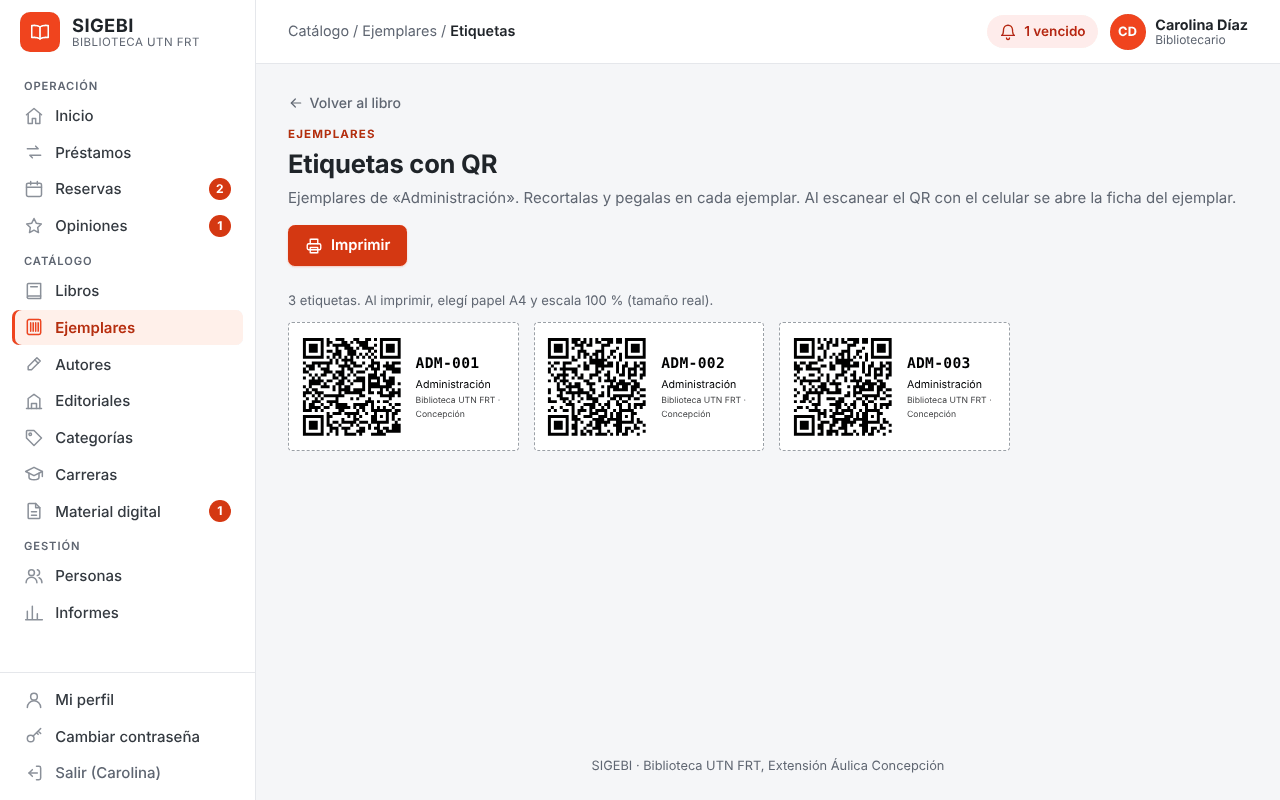 SIGEBI
BIBLIOTECA UTN FRT
OPERACIÓN
Inicio
Préstamos
Reservas 2
Opiniones 1
CATÁLOGO
Libros
Ejemplares
Autores
Editoriales
Categorías
Carreras
Material digital 1
GESTIÓN
Personas
Informes
Mi perfil
Cambiar contraseña
Salir (Carolina)
Catálogo / Ejemplares / Etiquetas
1 vencido
CD
Carolina Díaz
Bibliotecario
← Volver al libro
EJEMPLARES
Etiquetas con QR
Ejemplares de «Administración». Recortalas y pegalas en cada ejemplar. Al escanear el QR con el celular se abre la ficha del ejemplar.
Imprimir
3 etiquetas. Al imprimir, elegí papel A4 y escala 100 % (tamaño real).
ADM-001
Administración
Biblioteca UTN FRT ·
Concepción
ADM-002
Administración
Biblioteca UTN FRT ·
Concepción
ADM-003
Administración
Biblioteca UTN FRT ·
Concepción
SIGEBI · Biblioteca UTN FRT, Extensión Áulica Concepción